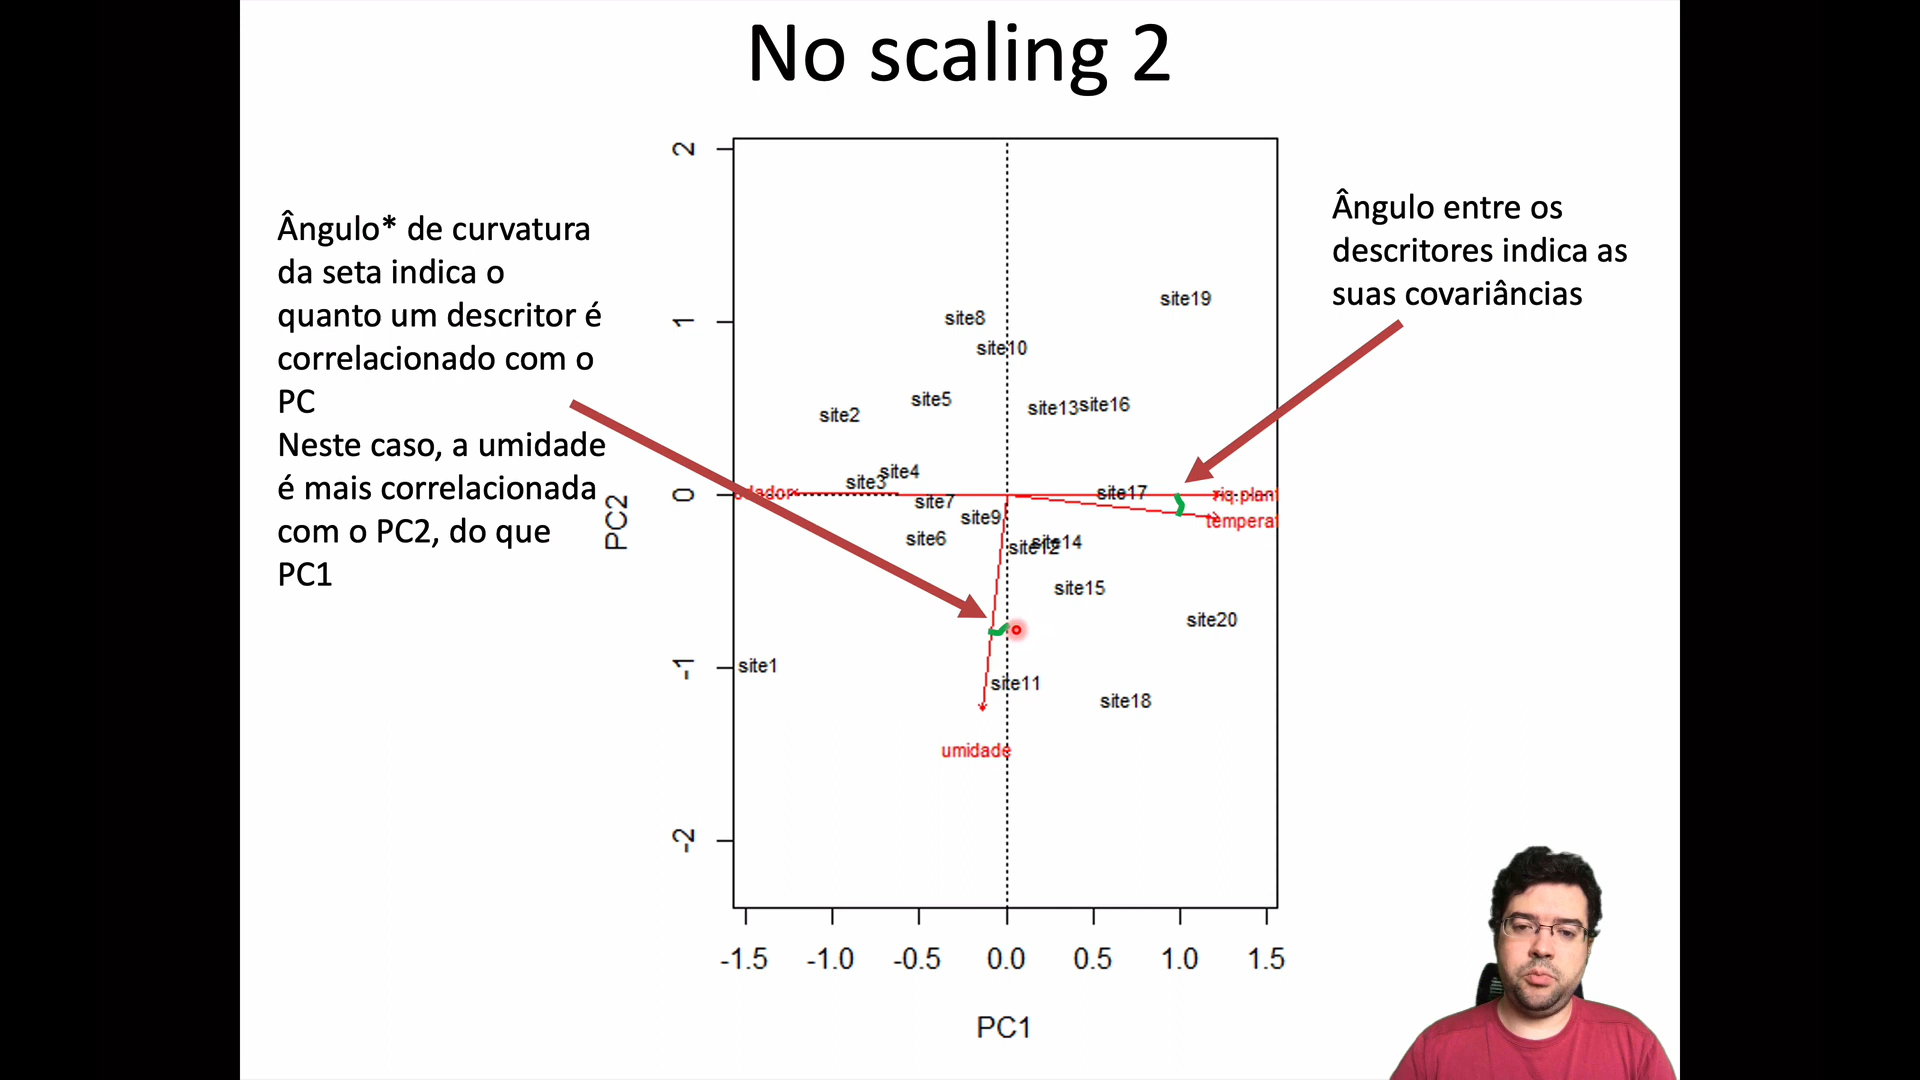 No scaling 2
Ângulo* de curvatura
da seta indica o
quanto um descritor é
correlacionado com o
PC
Neste caso, a umidade
é mais correlacionada
com o PC2, do que
PC1
Ângulo entre os
descritores indica as
suas covariâncias
PC2
2
1
0
-1
-2
site19
site8
site10
site5
site13
site16
site2
site4
site3
site17
riq.plant
site7
temperat
site9
site6
site12
site14
site15
site20
site1
site11
site18
umidade
-1.5 -1.0 -0.5 0.0 0.5 1.0 1.5
PC1